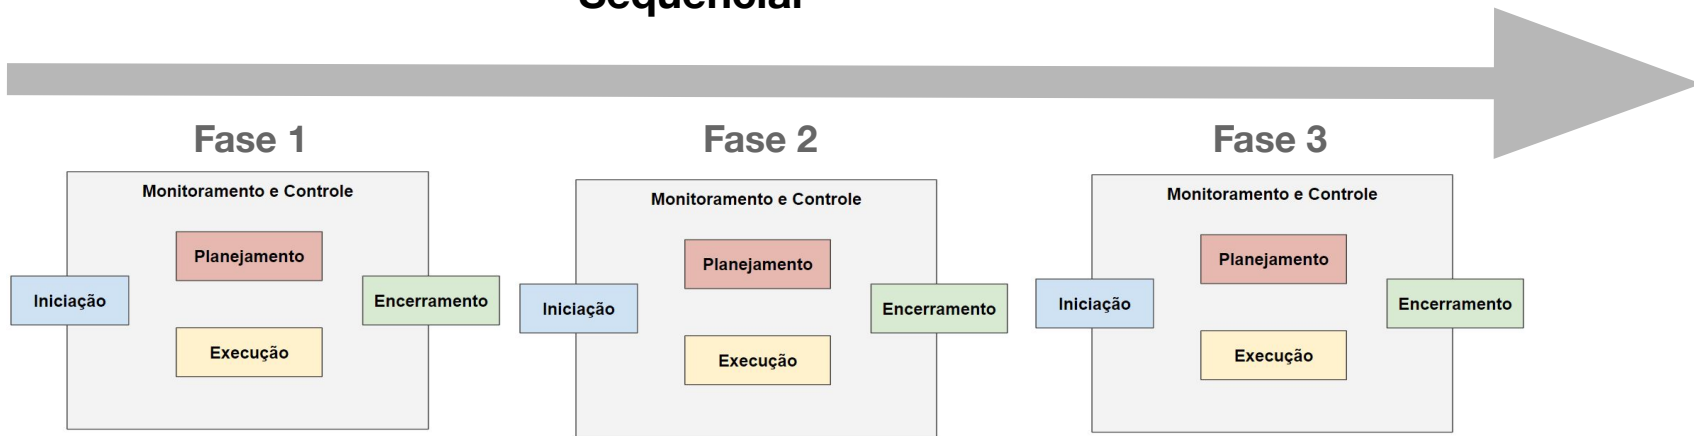 Sequencial
Fase 1
Fase 2
Fase 3
Monitoramento e Controle
Planejamento
Iniciação
Encerramento
Execução
Monitoramento e Controle
Planejamento
Iniciação
Encerramento
Execução
Monitoramento e Controle
Planejamento
Iniciação
Encerramento
Execução